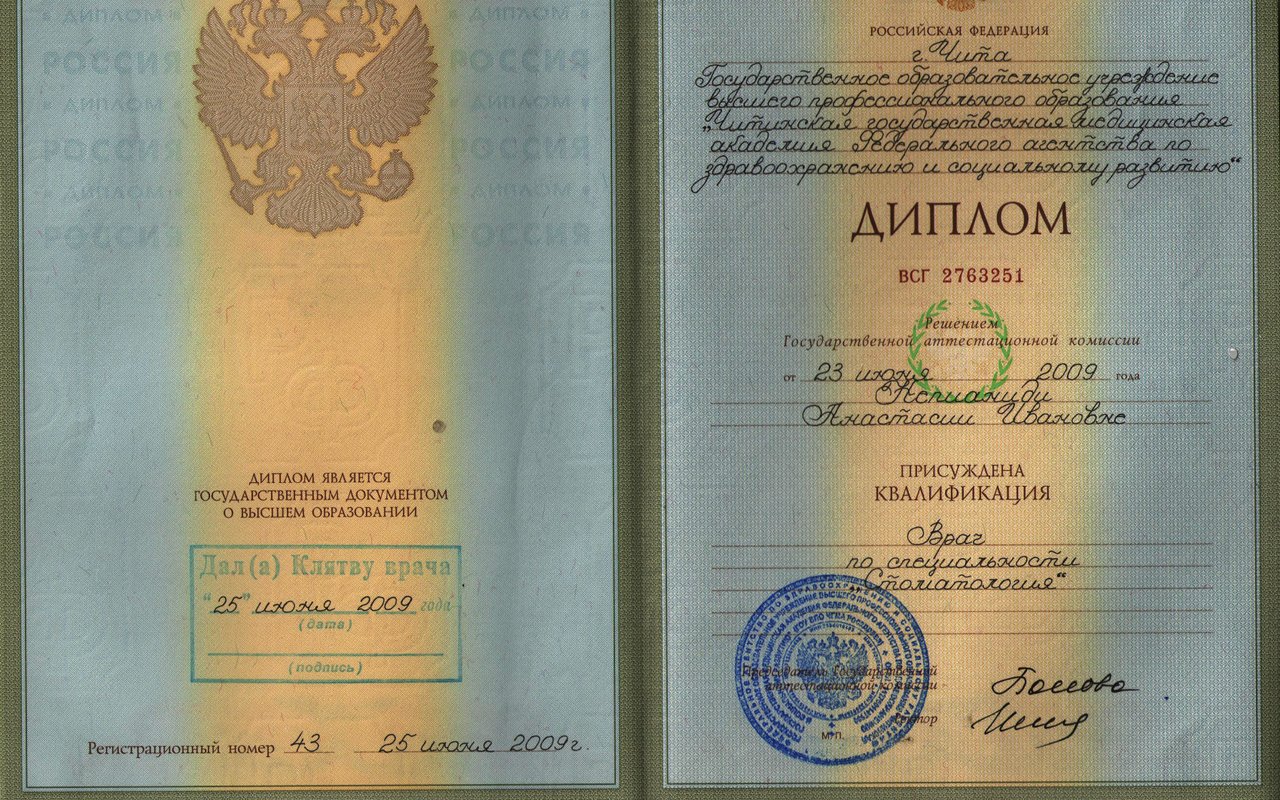 « ДИПЛОМ »
« ДИПЛОМ »
РОССИЯ
РОССИЯ
« ДИПЛОМ »
« ДИПЛОМ »
РОССИЯ
РОССИЯ
« ДИПЛОМ »
« ДИПЛОМ »
РОССИЯ
РОССИЯ
ДИПЛОМ ЯВЛЯЕТСЯ
ГОСУДАРСТВЕННЫМ ДОКУМЕНТОМ
О ВЫСШЕМ ОБРАЗОВАНИИ
Дал(а) Клятву врача
"25" июня 2009 года
(дата)
(подпись)
Регистрационный номер 43 25 июня 2009г.
РОССИЙСКАЯ ФЕДЕРАЦИЯ
г. Чита
Государственное образовательное учреждение
высшего профессионального образования
„Читинская государственная медицинская
академия Федерального агентства по
здравоохранению и социальному развитию“
ДИПЛОМ
ВСГ 2763251
Решением
Государственной аттестационной комиссии
от 23 июня 2009 года
Аспианиди
Анастасии Ивановне
ПРИСУЖДЕНА
КВАЛИФИКАЦИЯ
Врач
по специальности
„Стоматология“
Председатель Государственной
аттестационной комиссии
Ректор
М.П.